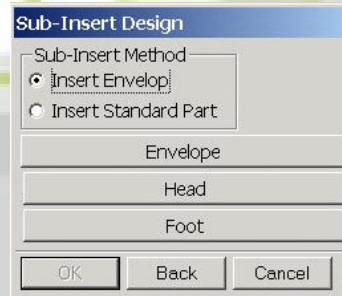 Sub-Insert Design
Sub-Insert Method
Insert Envelop
Insert Standard Part
Envelope
Head
Foot
OK
Back
Cancel